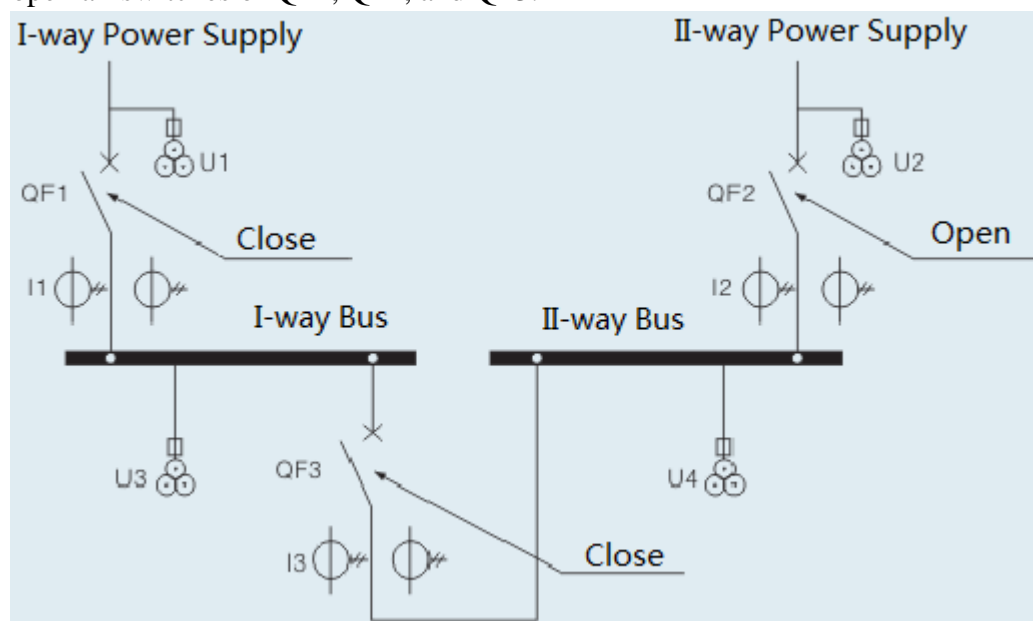 I-way Power Supply
II-way Power Supply
U1
U2
QF1
QF2
Close
Open
I1
I2
I-way Bus
II-way Bus
U3
QF3
U4
I3
Close